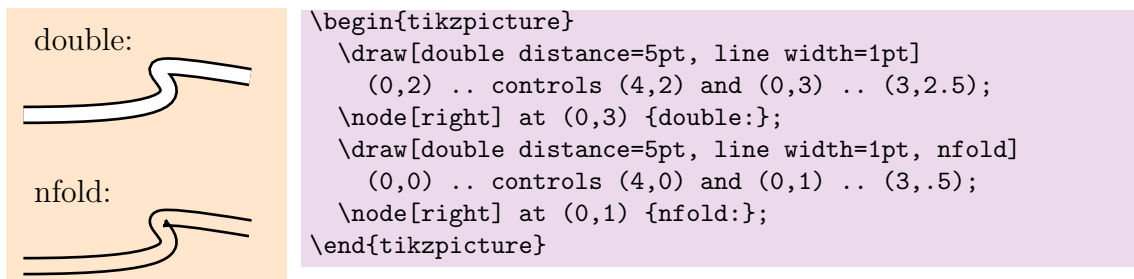 double:
nfold:
\begin{tikzpicture}
  \draw[double distance=5pt, line width=1pt]
    (0,2) .. controls (4,2) and (0,3) .. (3,2.5);
  \node[right] at (0,3) {double:};
  \draw[double distance=5pt, line width=1pt, nfold]
    (0,0) .. controls (4,0) and (0,1) .. (3,.5);
  \node[right] at (0,1) {nfold:};
\end{tikzpicture}